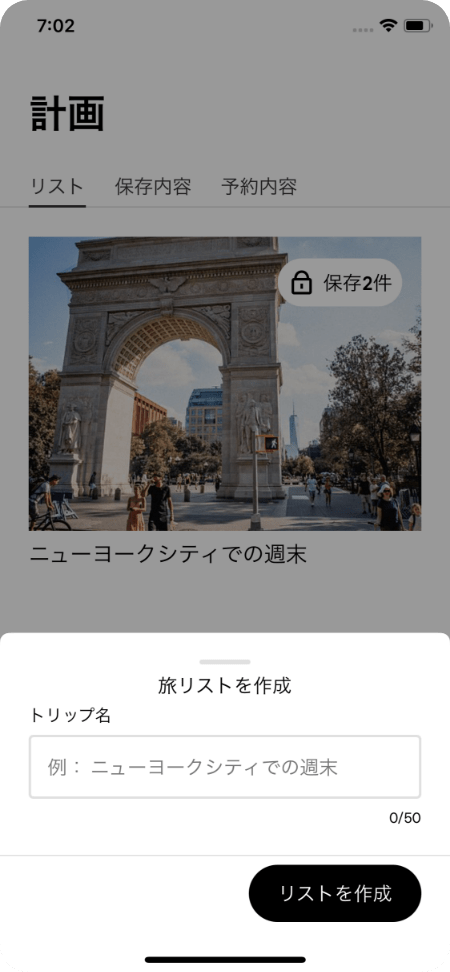 7:02
計画
リスト 保存内容 予約内容
保存2件
ニューヨークシティでの週末
旅リストを作成
トリップ名
例： ニューヨークシティでの週末
0/50
リストを作成